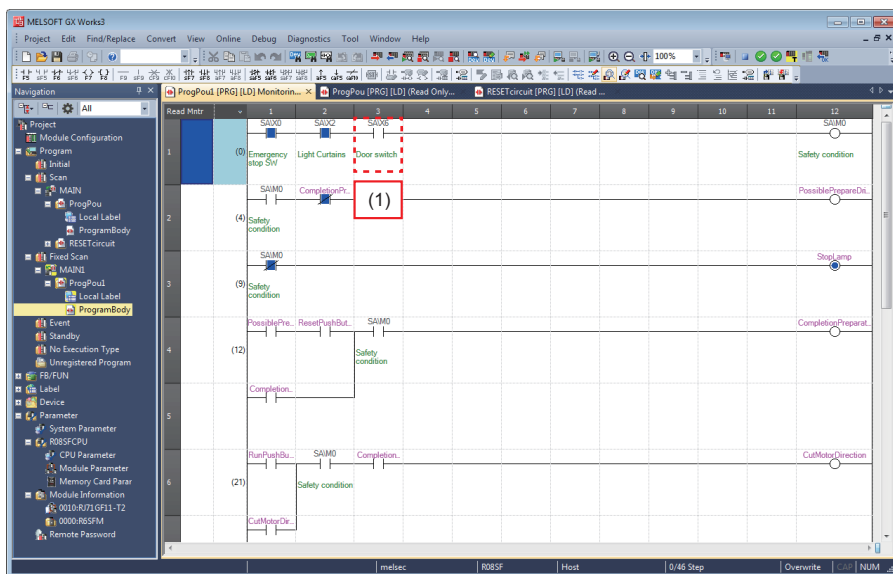 MELSOFT GX Works3
Project Edit Find/Replace Convert View Online Debug Diagnostics Tool Window Help
100%
Navigation
ProgPou1 [PRG] [LD] Monitorin... ProgPou [PRG] [LD] (Read Only... RESETcircuit [PRG] [LD] (Read ...
All
Project
Module Configuration
Program
Initial
Scan
MAIN
ProgPou
Local Label
ProgramBody
RESETcircuit
Fixed Scan
MAIN1
ProgPou1
Local Label
ProgramBody
Event
Standby
No Execution Type
Unregistered Program
FB/FUN
Label
Device
Parameter
System Parameter
R08SFCPU
CPU Parameter
Module Parameter
Memory Card Parar
Module Information
0010:RJ71GF11-T2
0000:R6SFM
Remote Password
Read Mntr 1 2 3 4 5 6 7 8 9 10 11 12
SA\X0 SA\X2 SA\X6 SA\M0
1 (0) Emergency stop SW Light Curtains Door switch Safety condition
SA\M0 CompletionPr.. PossiblePrepareDri..
(1)
2 (4) Safety condition
SA\M0 StopLamp
3 (9) Safety condition
PossiblePre.. ResetPushBut.. SA\M0 CompletionPreparat..
4 (12) Safety condition
Completion..
5
RunPushBu.. SA\M0 Completion.. CutMotorDirection
6 (21) Safety condition
CutMotorDir..
melsec R08SF Host 0/46 Step Overwrite CAP NUM